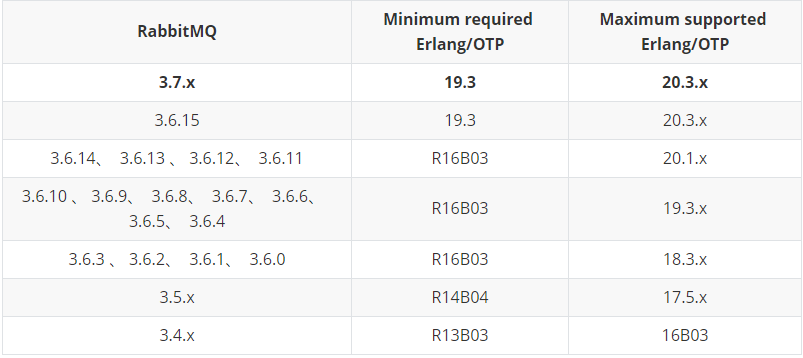 RabbitMQ
Minimum required
Erlang/OTP
Maximum supported
Erlang/OTP
3.7.x
19.3
20.3.x
3.6.15
19.3
20.3.x
3.6.14、 3.6.13 、 3.6.12、 3.6.11
R16B03
20.1.x
3.6.10 、 3.6.9、 3.6.8、 3.6.7、 3.6.6、
3.6.5、 3.6.4
R16B03
19.3.x
3.6.3 、 3.6.2、 3.6.1、 3.6.0
R16B03
18.3.x
3.5.x
R14B04
17.5.x
3.4.x
R13B03
16B03